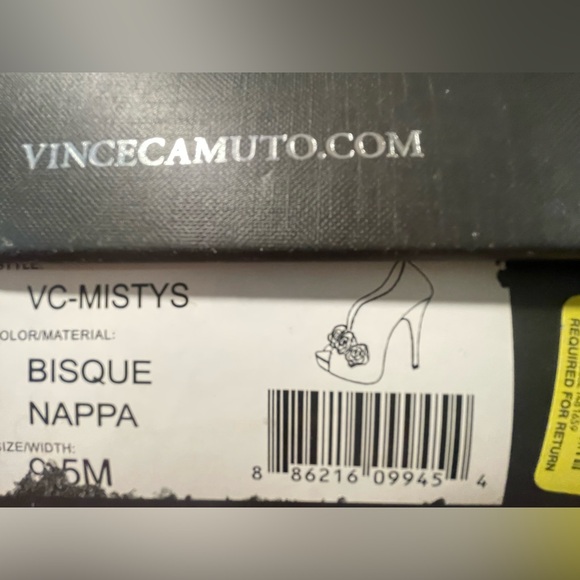 VINCECAMUTO.COM
VC-MISTYS
COLOR/MATERIAL:
BISQUE
NAPPA
SIZE/WIDTH:
9.5M
8 86216 09945 4
REQUIRED FOR RETURN